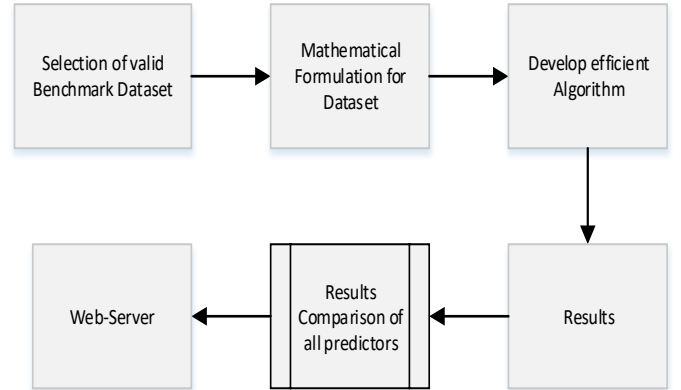 Selection of valid
Benchmark Dataset
Mathematical
Formulation for
Dataset
Develop efficient
Algorithm
Results
Results
Comparison of
all predictors
Web-Server